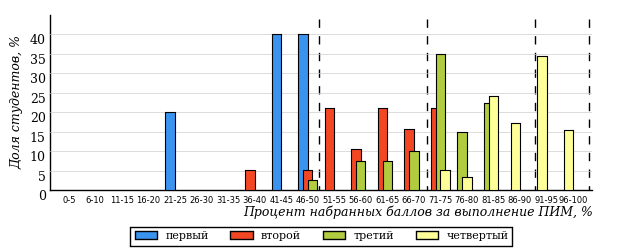 Доля студентов, %
40
35
30
25
20
15
10
5
0
0-5 6-10 11-15 16-20 21-25 26-30 31-35 36-40 41-45 46-50 51-55 56-60 61-65 66-70 71-75 76-80 81-85 86-90 91-95 96-100
Процент набранных баллов за выполнение ПИМ, %
первый второй третий четвертый